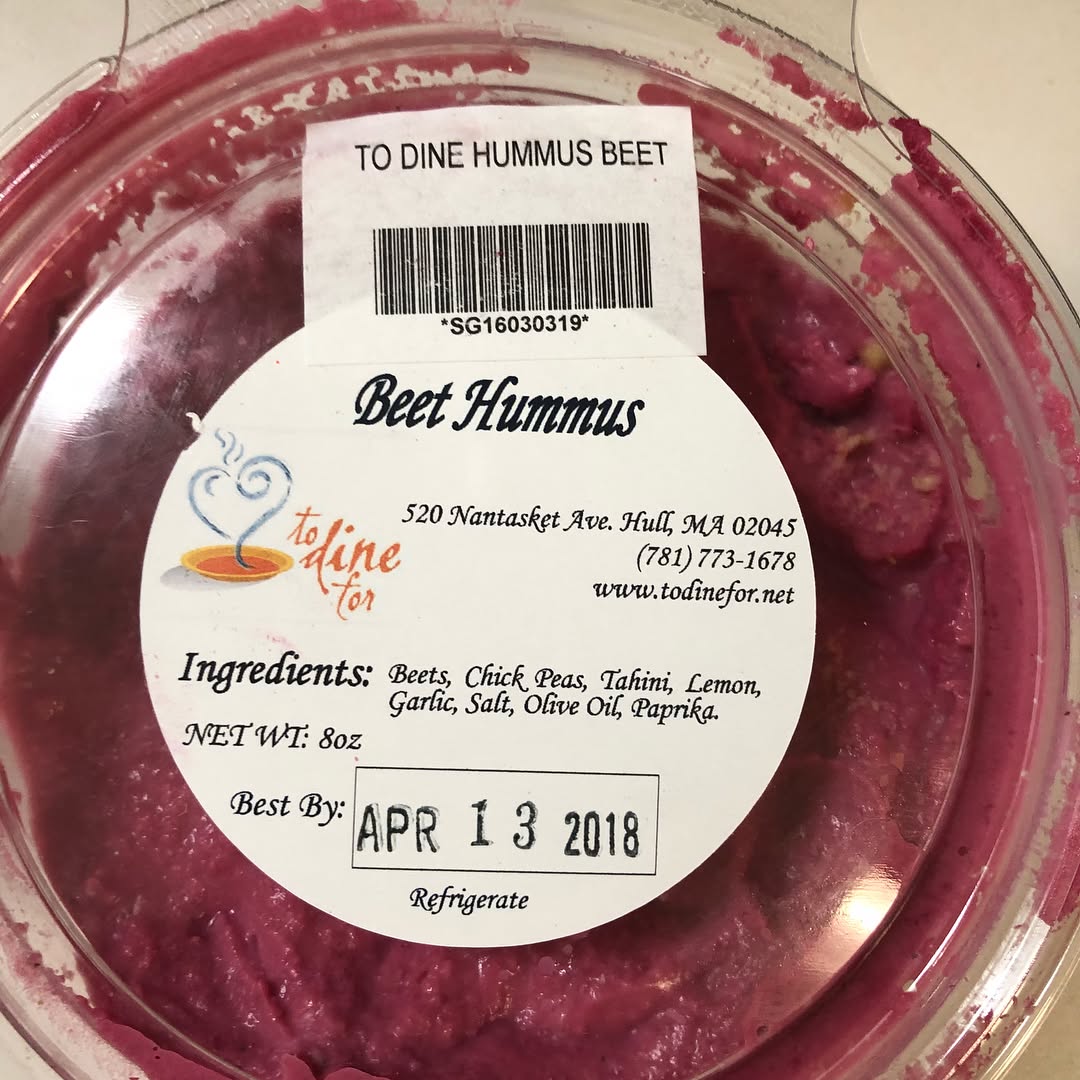 TO DINE HUMMUS BEET
*SG16030319*
Beet Hummus
to
dine
for
520 Nantasket Ave. Hull, MA 02045
(781) 773-1678
www.todinefor.net
Ingredients: Beets, Chick Peas, Tahini, Lemon,
Garlic, Salt, Olive Oil, Paprika.
NET WT: 8oz
Best By: APR 13 2018
Refrigerate